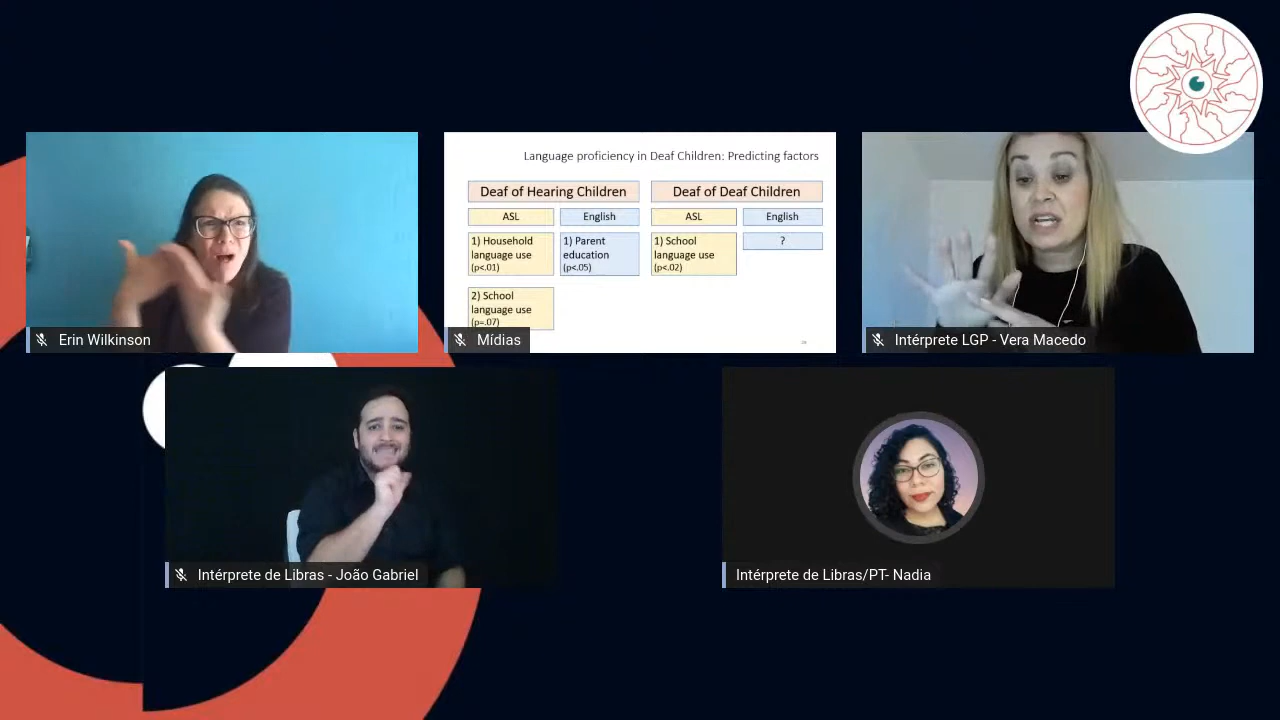 Language proficiency in Deaf Children: Predicting factors
Deaf of Hearing Children
Deaf of Deaf Children
ASL
English
ASL
English
1) Household
language use
(p<.01)
1) Parent
education
(p<.05)
1) School
language use
(p<.02)
?
2) School
language use
(p=.07)
Erin Wilkinson
Mídias
Intérprete LGP - Vera Macedo
Intérprete de Libras - João Gabriel
Intérprete de Libras/PT- Nadia